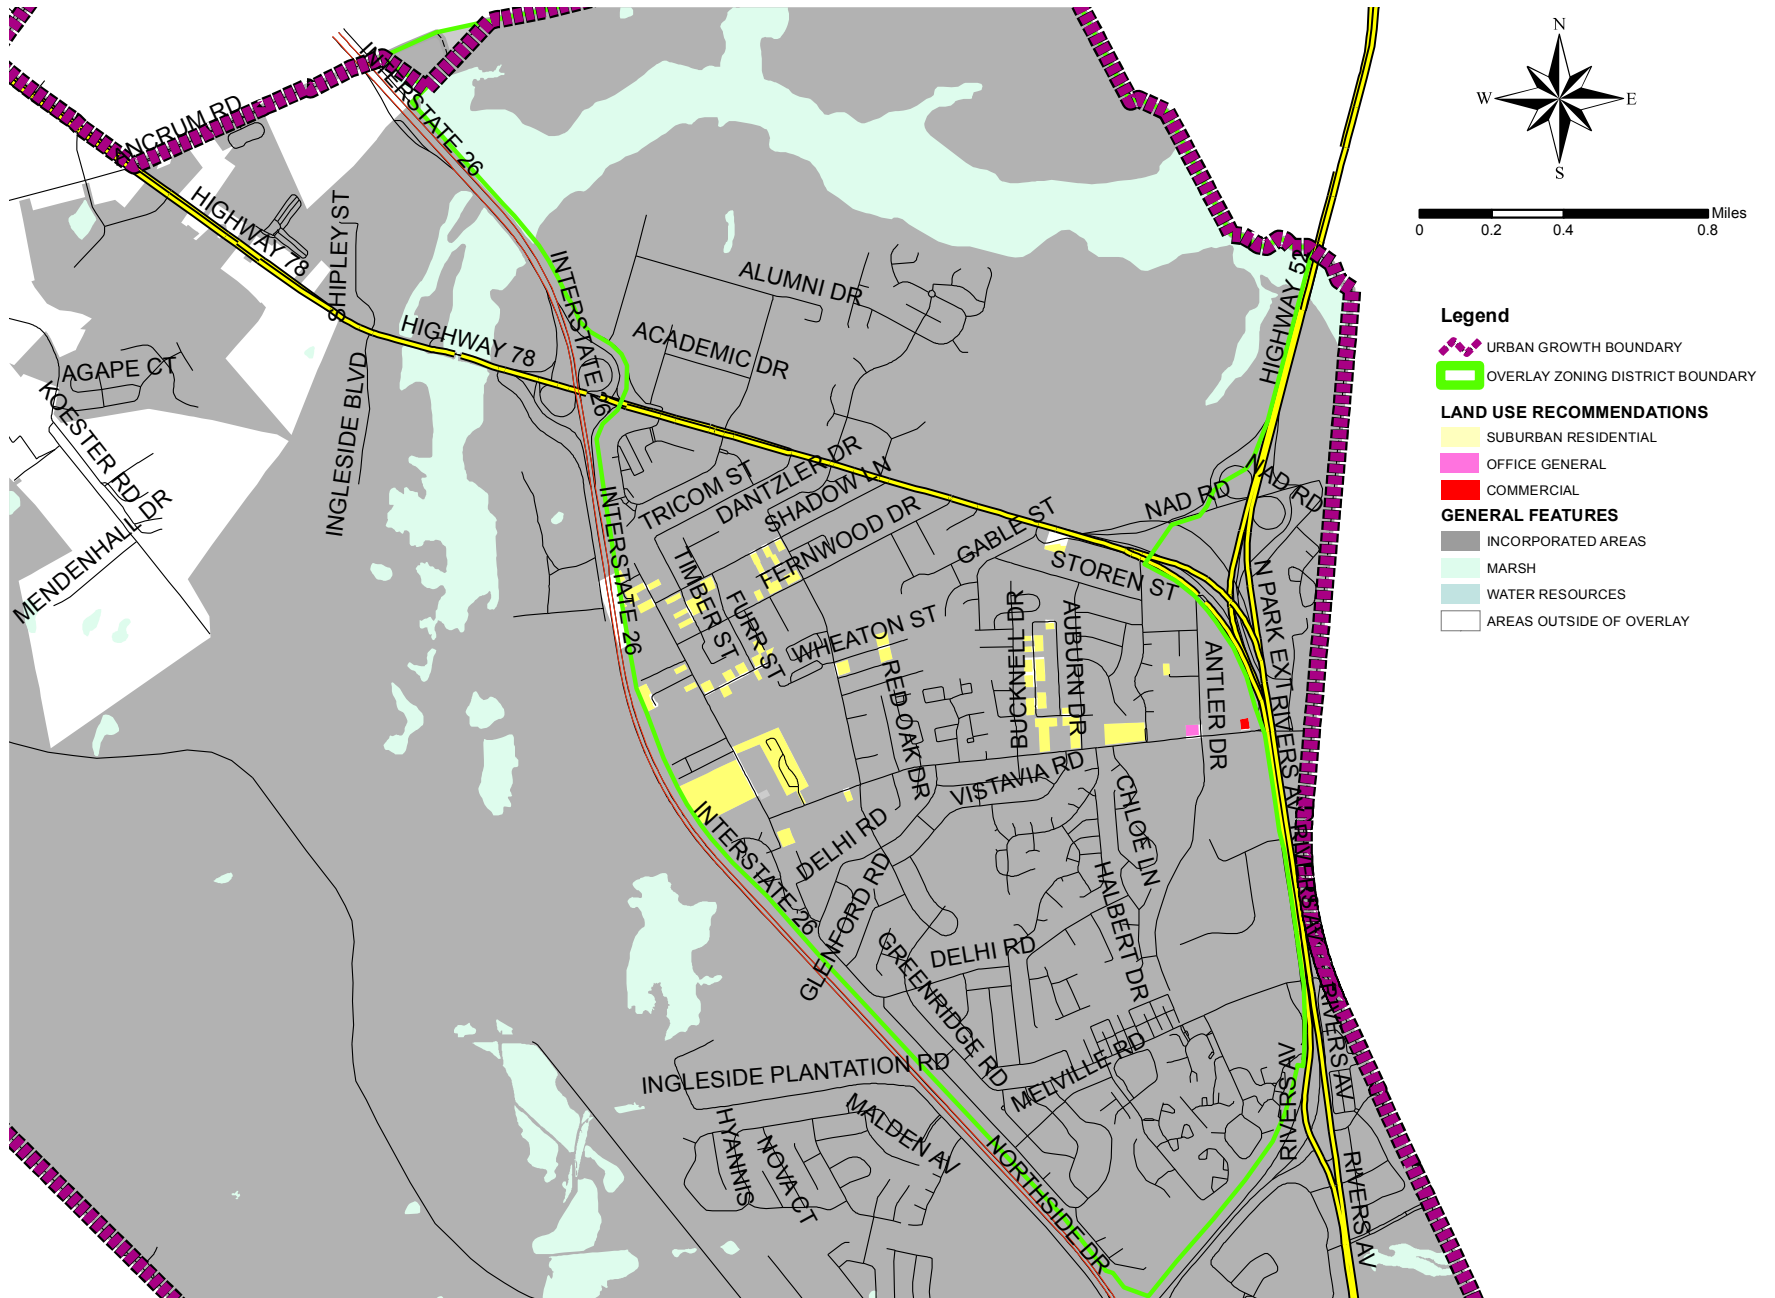 N
W
E
S
Miles
0 0.2 0.4 0.8
Legend
URBAN GROWTH BOUNDARY
OVERLAY ZONING DISTRICT BOUNDARY
LAND USE RECOMMENDATIONS
SUBURBAN RESIDENTIAL
OFFICE GENERAL
COMMERCIAL
GENERAL FEATURES
INCORPORATED AREAS
MARSH
WATER RESOURCES
AREAS OUTSIDE OF OVERLAY
INTERSTATE 26
HIGHWAY 78
SHIPLEY ST
INTERSTATE 26
ALUMNI DR
ACADEMIC DR
HIGHWAY 52
HIGHWAY 78
AGAPE CT
KOESTER RD
INGLESIDE BLVD
MENDENHALL DR
TRICOM ST
DANTZLER DR
SHADOW LN
FERNWOOD DR
GABLE ST
NAD RD
NAD RD
STOREN ST
INTERSTATE 26
TIMBER ST
FURR ST
WHEATON ST
RED OAK DR
BUCKNELL DR
AUBURN DR
ANTLER DR
N PARK EXT
RIVERS AV
VISTAVIA RD
CHLOE LN
DELHI RD
INTERSTATE 26
GLENFORD RD
HALBERT DR
RIVERS AV
DELHI RD
GREENRIDGE RD
RIVERS AV
MELVILLE RD
INGLESIDE PLANTATION RD
MALDEN AV
HYANNIS
NOVA CT
NORTHSIDE DR
RIVERS AV
RIVERS AV